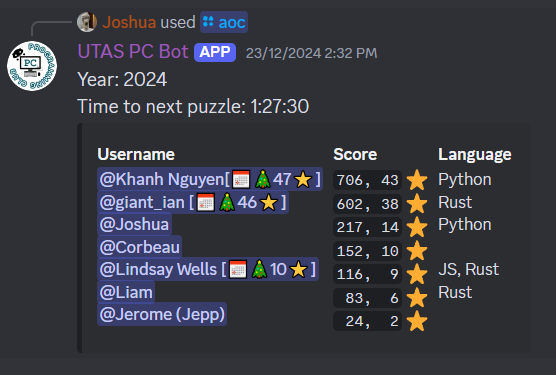 Joshua used aoc
UTAS PC Bot APP 23/12/2024 2:32 PM
Year: 2024
Time to next puzzle: 1:27:30
Username Score Language
@Khanh Nguyen[🗓️🎄47⭐] 706, 43 ⭐ Python
@giant_ian [🗓️🎄46⭐] 602, 38 ⭐ Rust
@Joshua 217, 14 ⭐ Python
@Corbeau 152, 10 ⭐
@Lindsay Wells [🗓️🎄10⭐] 116, 9 ⭐ JS, Rust
@Liam 83, 6 ⭐ Rust
@Jerome (Jepp) 24, 2 ⭐